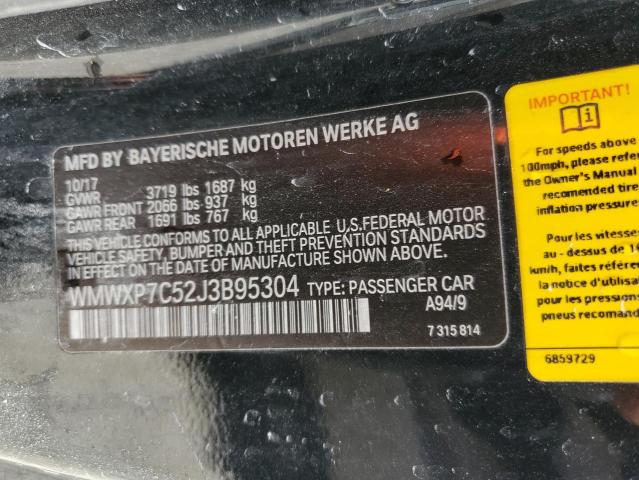 MFD BY BAYERISCHE MOTOREN WERKE AG
10/17
GVWR 3719 lbs 1687 kg
GAWR FRONT 2066 lbs-937 kg
GAWR REAR 1691 lbs 767 kg
THIS VEHICLE CONFORMS TO ALL APPLICABLE U.S.FEDERAL MOTOR
VEHICLE SAFETY, BUMPER AND THEFT PREVENTION STANDARDS
IN EFFECT ON THE DATE OF MANUFACTURE SHOWN ABOVE.
WMWXP7C52J3B95304 TYPE: PASSENGER CAR
A94/9
7 315 814
IMPORTANT!
For speeds above
100mph, please refer
the Owner's Manual
recomended tire
inflation pressure
Pour les vitesses
au - dessus de
km/h, faites référe
la notice d'utilisati
pour les pressions
pneus recomand
6859729